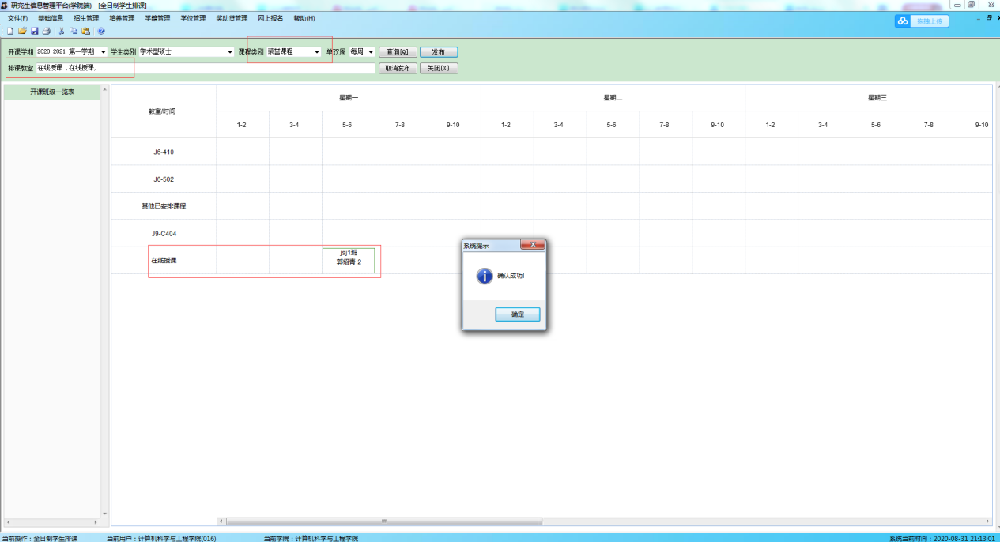 研究生信息管理平台(学院端) - [全日制学生排课]
文件(F) 基础信息 招生管理 培养管理 学籍管理 学位管理 奖助贷管理 网上报名 帮助(H)
拖拽上传
开课学期 2020-2021-第一学期 学生类别 学术型硕士 课程类别 荣誉课程 单双周 每周 查询[Q] 发布
排课教室 在线授课 ,在线授课, 取消发布 关闭[X]
开课班级一览表
教室/时间 星期一 星期二 星期三
1-2 3-4 5-6 7-8 9-10 1-2 3-4 5-6 7-8 9-10 1-2 3-4 5-6 7-8 9-10
J6-410
J6-502
其他已安排课程
J9-C404
在线授课
jsj1班
郭绍青 2
系统提示
确认成功!
确定
当前操作：全日制学生排课 当前用户：计算机科学与工程学院(016) 当前学院：计算机科学与工程学院 系统当前时间：2020-08-31 21:13:01